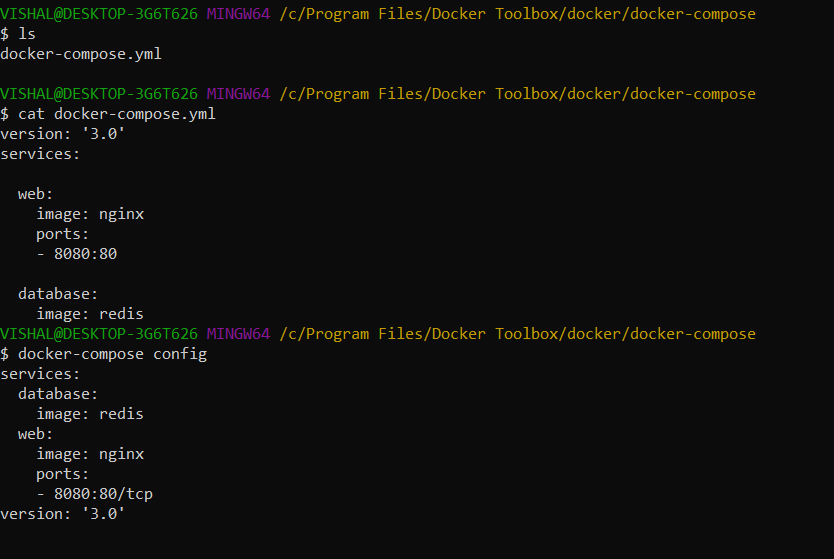 VISHAL@DESKTOP-3G6T626 MINGW64 /c/Program Files/Docker Toolbox/docker/docker-compose
$ ls
docker-compose.yml
VISHAL@DESKTOP-3G6T626 MINGW64 /c/Program Files/Docker Toolbox/docker/docker-compose
$ cat docker-compose.yml
version: '3.0'
services:
  web:
    image: nginx
    ports:
    - 8080:80
  database:
    image: redis
VISHAL@DESKTOP-3G6T626 MINGW64 /c/Program Files/Docker Toolbox/docker/docker-compose
$ docker-compose config
services:
  database:
    image: redis
  web:
    image: nginx
    ports:
    - 8080:80/tcp
version: '3.0'